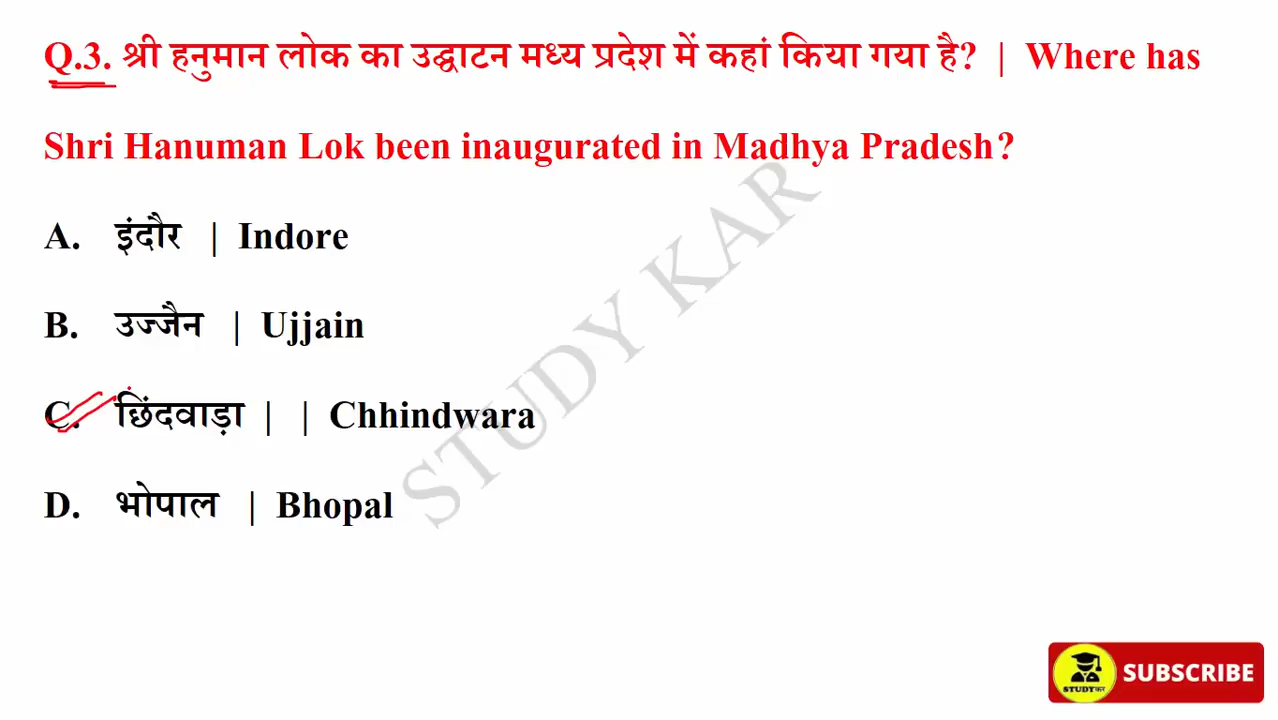 Q.3. श्री हनुमान लोक का उद्घाटन मध्य प्रदेश में कहां किया गया है? | Where has
Shri Hanuman Lok been inaugurated in Madhya Pradesh?
A. इंदौर | Indore
B. उज्जैन | Ujjain
C. छिंदवाड़ा | | Chhindwara
D. भोपाल | Bhopal
STUDY KAR
STUDYकर
SUBSCRIBE